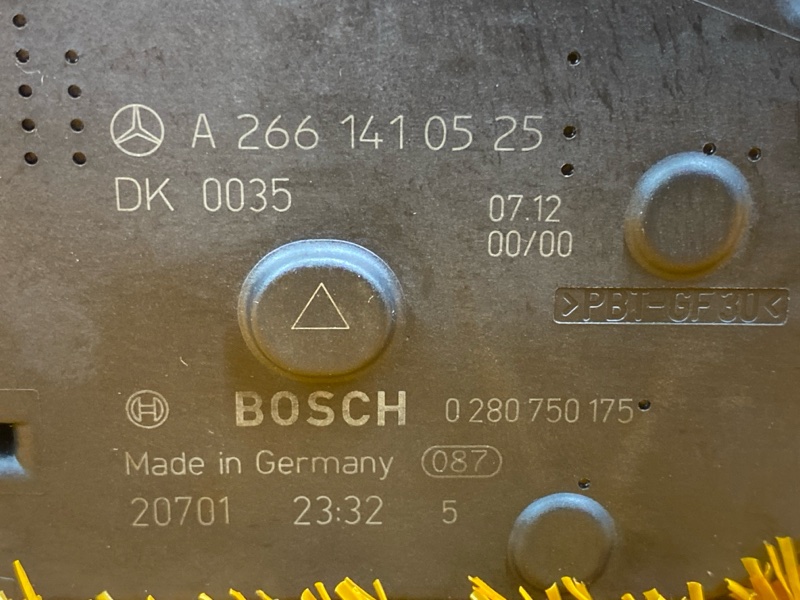 A 266 141 05 25
DK 0035
07.12
00/00
>PBT-GF30<
BOSCH 0 280 750 175
Made in Germany 087
20701 23:32 5